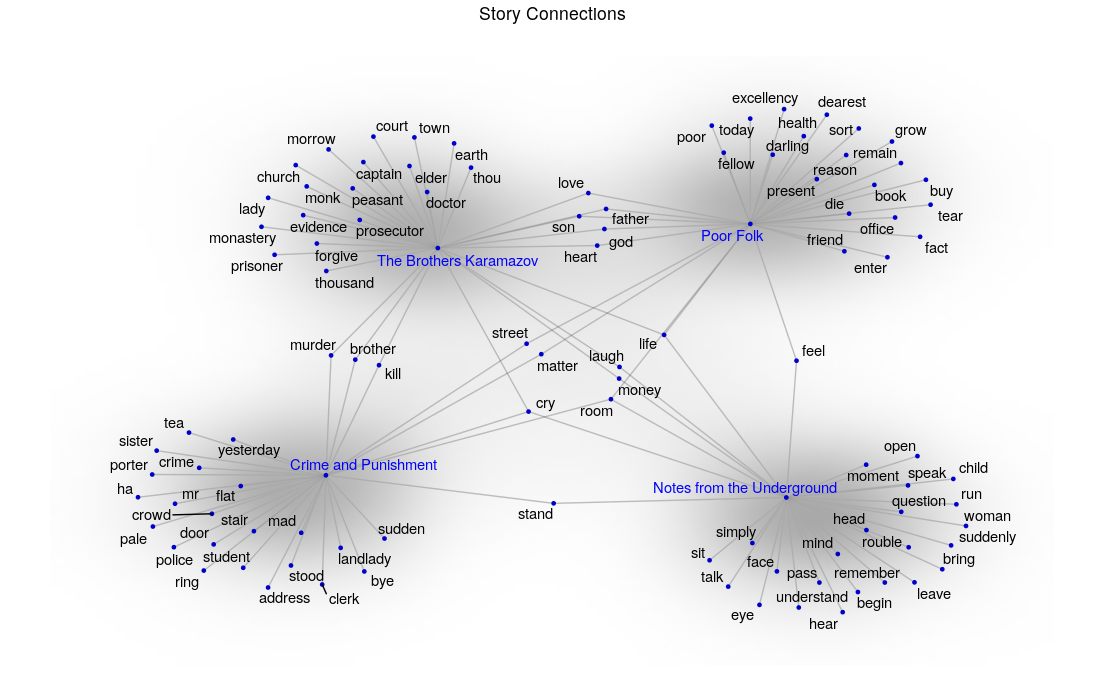 Story Connections
excellency
dearest
court
town
poor
today
health
sort
grow
morrow
darling
remain
earth
fellow
reason
church
captain
elder
thou
love
present
book
buy
monk
peasant
doctor
die
lady
evidence
prosecutor
son
father
office
tear
monastery
Poor Folk
friend
fact
prisoner
forgive
The Brothers Karamazov
heart
god
enter
thousand
street
murder
brother
life
feel
kill
matter
laugh
money
cry
room
tea
sister
yesterday
open
porter
crime
Crime and Punishment
moment
speak
child
ha
mr
flat
Notes from the Underground
question
run
crowd
stair
mad
stand
head
woman
pale
door
sudden
simply
mind
rouble
suddenly
police
student
landlady
sit
face
bring
ring
stood
bye
talk
pass
remember
address
clerk
understand
begin
leave
eye
hear